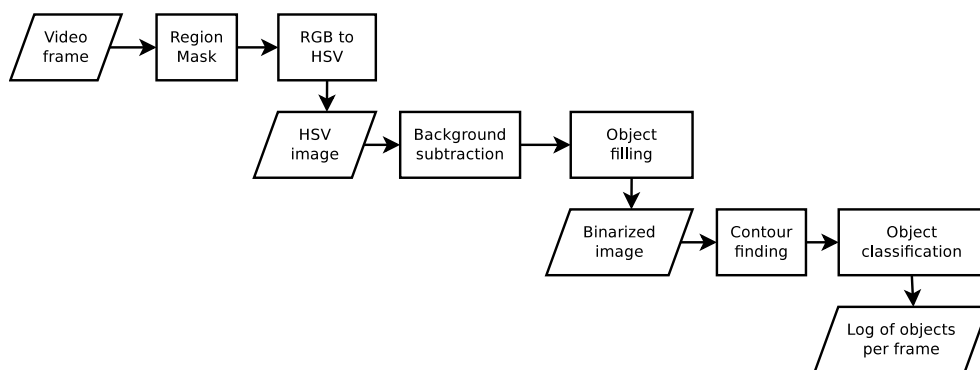 Video
frame
Region
Mask
RGB to
HSV
HSV
image
Background
subtraction
Object
filling
Binarized
image
Contour
finding
Object
classification
Log of objects
per frame